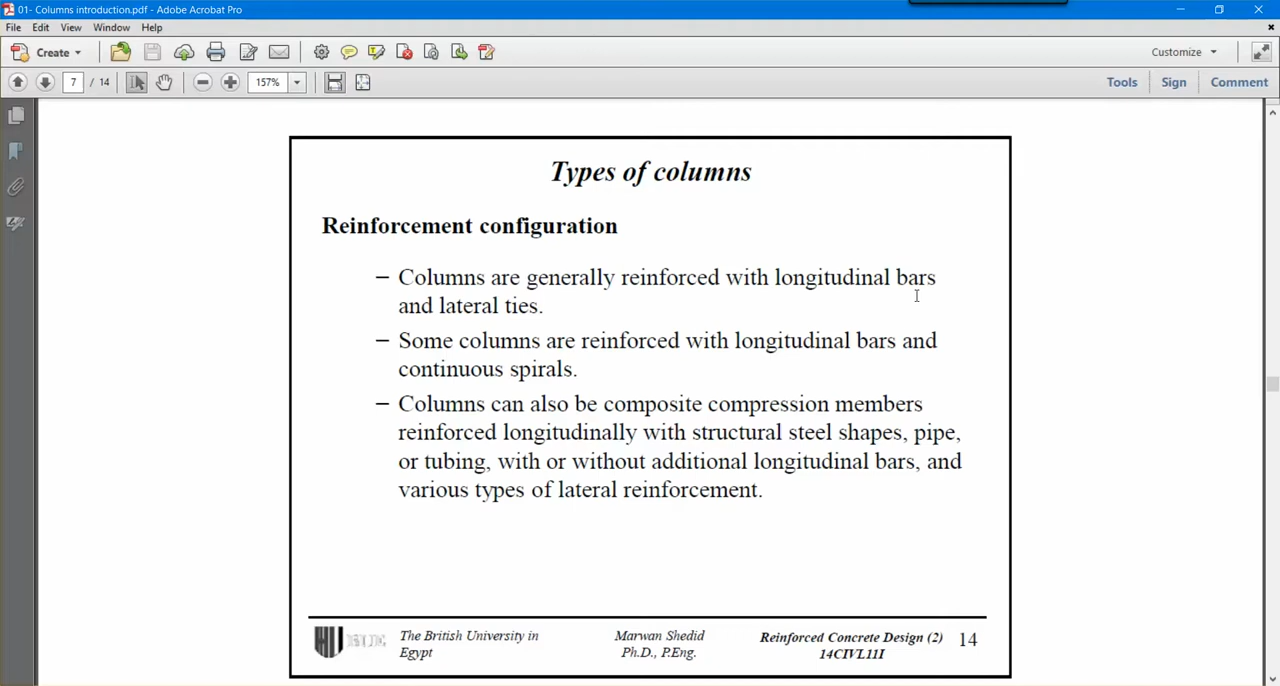 01- Columns introduction.pdf - Adobe Acrobat Pro
File Edit View Window Help
Create Customize
7 / 14 157% Tools Sign Comment
Types of columns
Reinforcement configuration
– Columns are generally reinforced with longitudinal bars
and lateral ties.
– Some columns are reinforced with longitudinal bars and
continuous spirals.
– Columns can also be composite compression members
reinforced longitudinally with structural steel shapes, pipe,
or tubing, with or without additional longitudinal bars, and
various types of lateral reinforcement.
The British University in Marwan Shedid Reinforced Concrete Design (2) 14
Egypt Ph.D., P.Eng. 14CIVL11I